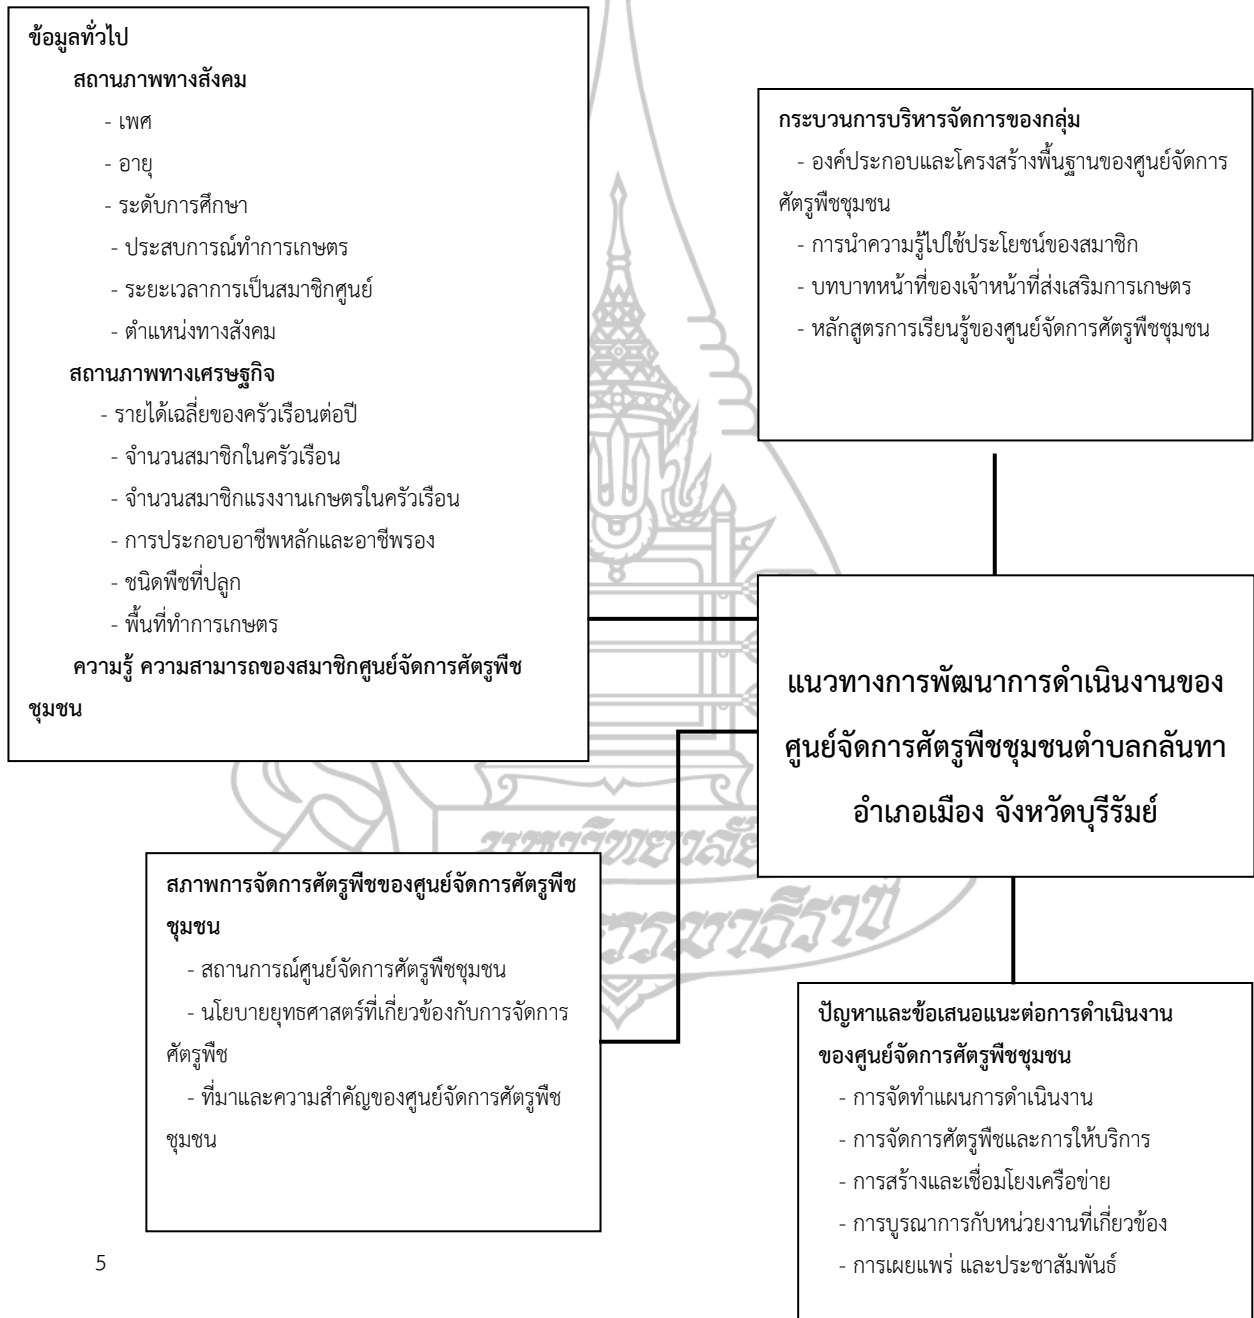 ข้อมูลทั่วไป
สถานภาพทางสังคม
- เพศ
- อายุ
- ระดับการศึกษา
- ประสบการณ์ทำการเกษตร
- ระยะเวลาการเป็นสมาชิกศูนย์
- ตำแหน่งทางสังคม
สถานภาพทางเศรษฐกิจ
- รายได้เฉลี่ยของครัวเรือนต่อปี
- จำนวนสมาชิกในครัวเรือน
- จำนวนสมาชิกแรงงานเกษตรในครัวเรือน
- การประกอบอาชีพหลักและอาชีพรอง
- ชนิดพืชที่ปลูก
- พื้นที่ทำการเกษตร
ความรู้ ความสามารถของสมาชิกศูนย์จัดการศัตรูพืช
ชุมชน
กระบวนการบริหารจัดการของกลุ่ม
- องค์ประกอบและโครงสร้างพื้นฐานของศูนย์จัดการ
ศัตรูพืชชุมชน
- การนำความรู้ไปใช้ประโยชน์ของสมาชิก
- บทบาทหน้าที่ของเจ้าหน้าที่ส่งเสริมการเกษตร
- หลักสูตรการเรียนรู้ของศูนย์จัดการศัตรูพืชชุมชน
แนวทางการพัฒนาการดำเนินงานของ
ศูนย์จัดการศัตรูพืชชุมชนตำบลกลันทา
อำเภอเมือง จังหวัดบุรีรัมย์
สภาพการจัดการศัตรูพืชของศูนย์จัดการศัตรูพืช
ชุมชน
- สถานการณ์ศูนย์จัดการศัตรูพืชชุมชน
- นโยบายยุทธศาสตร์ที่เกี่ยวข้องกับการจัดการ
ศัตรูพืช
- ที่มาและความสำคัญของศูนย์จัดการศัตรูพืช
ชุมชน
ปัญหาและข้อเสนอแนะต่อการดำเนินงาน
ของศูนย์จัดการศัตรูพืชชุมชน
- การจัดทำแผนการดำเนินงาน
- การจัดการศัตรูพืชและการให้บริการ
- การสร้างและเชื่อมโยงเครือข่าย
- การบูรณาการกับหน่วยงานที่เกี่ยวข้อง
- การเผยแพร่ และประชาสัมพันธ์
5